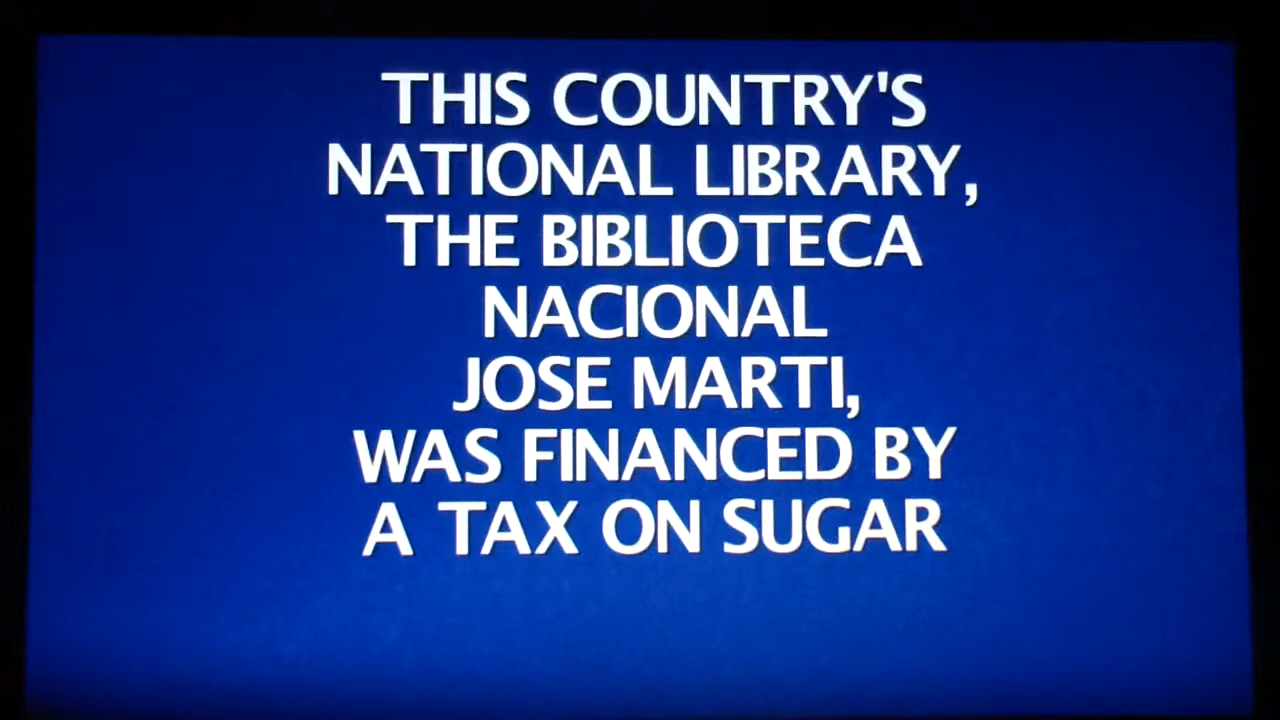 THIS COUNTRY'S
NATIONAL LIBRARY,
THE BIBLIOTECA
NACIONAL
JOSE MARTI,
WAS FINANCED BY
A TAX ON SUGAR